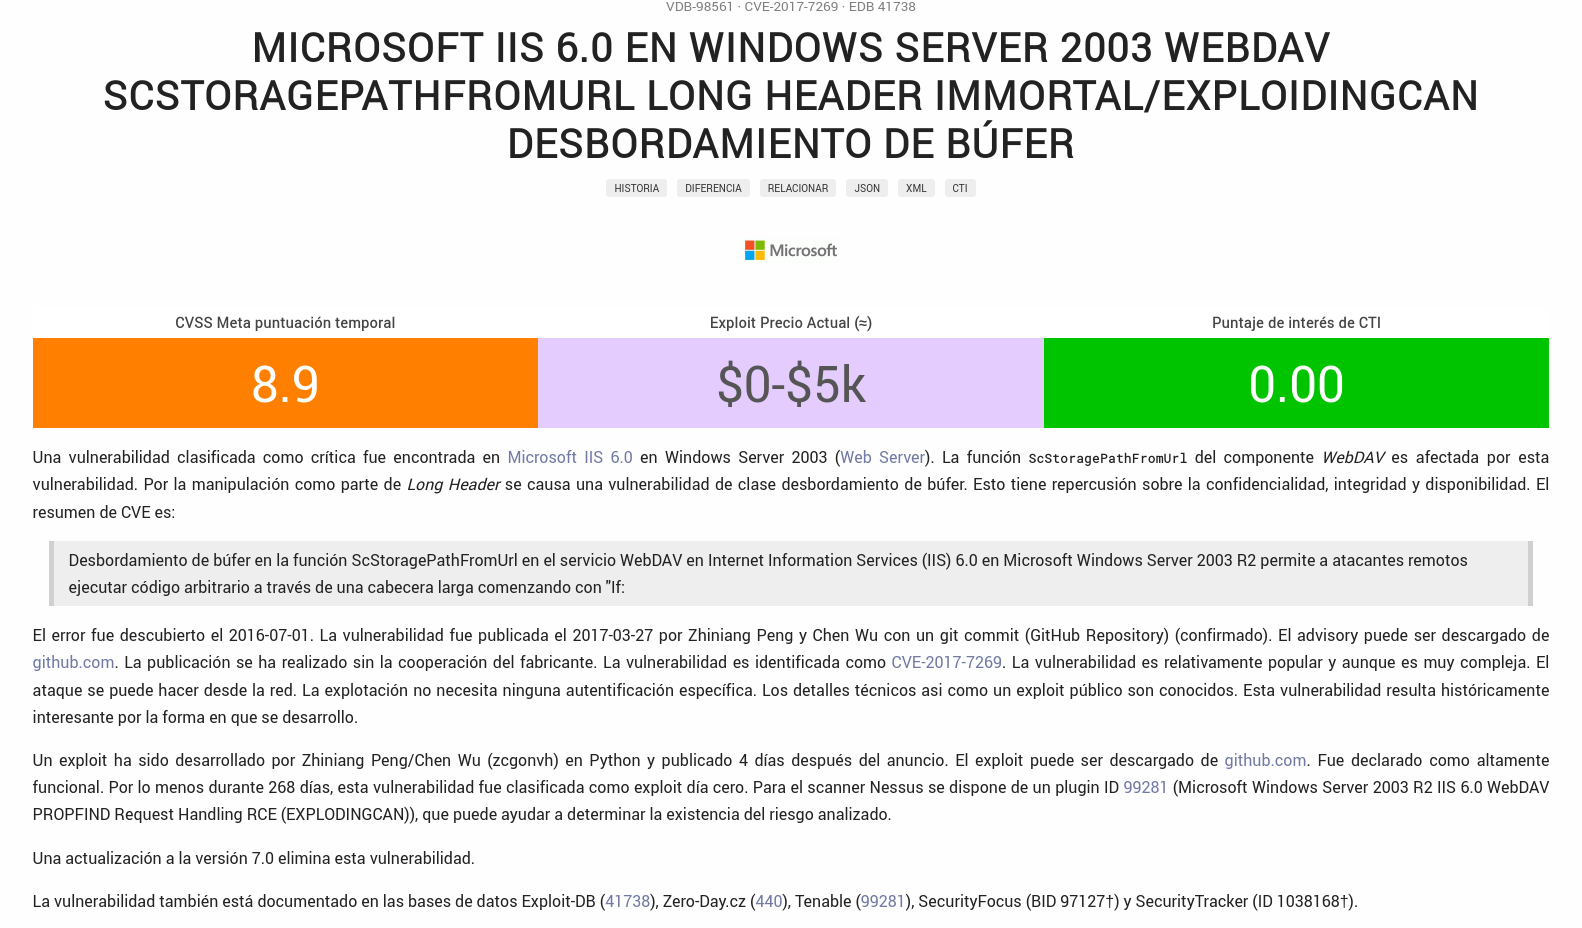 VDB-98561 · CVE-2017-7269 · EDB 41738
MICROSOFT IIS 6.0 EN WINDOWS SERVER 2003 WEBDAV
SCSTORAGEPATHFROMURL LONG HEADER IMMORTAL/EXPLOIDINGCAN
DESBORDAMIENTO DE BÚFER
HISTORIA DIFERENCIA RELACIONAR JSON XML CTI
Microsoft
CVSS Meta puntuación temporal Exploit Precio Actual (≈) Puntaje de interés de CTI
8.9 $0-$5k 0.00
Una vulnerabilidad clasificada como crítica fue encontrada en Microsoft IIS 6.0 en Windows Server 2003 (Web Server). La función ScStoragePathFromUrl del componente WebDAV es afectada por esta
vulnerabilidad. Por la manipulación como parte de Long Header se causa una vulnerabilidad de clase desbordamiento de búfer. Esto tiene repercusión sobre la confidencialidad, integridad y disponibilidad. El
resumen de CVE es:
Desbordamiento de búfer en la función ScStoragePathFromUrl en el servicio WebDAV en Internet Information Services (IIS) 6.0 en Microsoft Windows Server 2003 R2 permite a atacantes remotos
ejecutar código arbitrario a través de una cabecera larga comenzando con "If:
El error fue descubierto el 2016-07-01. La vulnerabilidad fue publicada el 2017-03-27 por Zhiniang Peng y Chen Wu con un git commit (GitHub Repository) (confirmado). El advisory puede ser descargado de
github.com. La publicación se ha realizado sin la cooperación del fabricante. La vulnerabilidad es identificada como CVE-2017-7269. La vulnerabilidad es relativamente popular y aunque es muy compleja. El
ataque se puede hacer desde la red. La explotación no necesita ninguna autentificación específica. Los detalles técnicos asi como un exploit público son conocidos. Esta vulnerabilidad resulta históricamente
interesante por la forma en que se desarrollo.
Un exploit ha sido desarrollado por Zhiniang Peng/Chen Wu (zcgonvh) en Python y publicado 4 días después del anuncio. El exploit puede ser descargado de github.com. Fue declarado como altamente
funcional. Por lo menos durante 268 días, esta vulnerabilidad fue clasificada como exploit día cero. Para el scanner Nessus se dispone de un plugin ID 99281 (Microsoft Windows Server 2003 R2 IIS 6.0 WebDAV
PROPFIND Request Handling RCE (EXPLODINGCAN)), que puede ayudar a determinar la existencia del riesgo analizado.
Una actualización a la versión 7.0 elimina esta vulnerabilidad.
La vulnerabilidad también está documentado en las bases de datos Exploit-DB (41738), Zero-Day.cz (440), Tenable (99281), SecurityFocus (BID 97127†) y SecurityTracker (ID 1038168†).